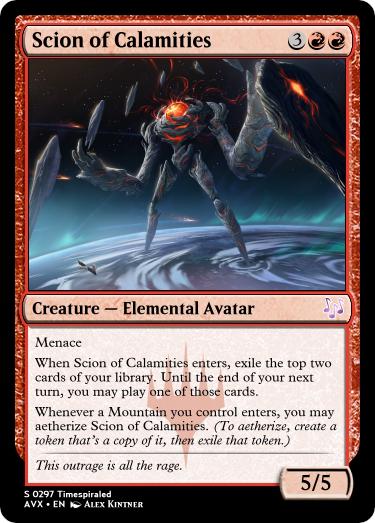 Scion of Calamities 3
Creature — Elemental Avatar
Menace
When Scion of Calamities enters, exile the top two
cards of your library. Until the end of your next
turn, you may play one of those cards.
Whenever a Mountain you control enters, you may
aetherize Scion of Calamities. (To aetherize, create a
token that's a copy of it, then exile that token.)
This outrage is all the rage.
5/5
S 0297 Timespiraled
AVX • EN Alex Kintner